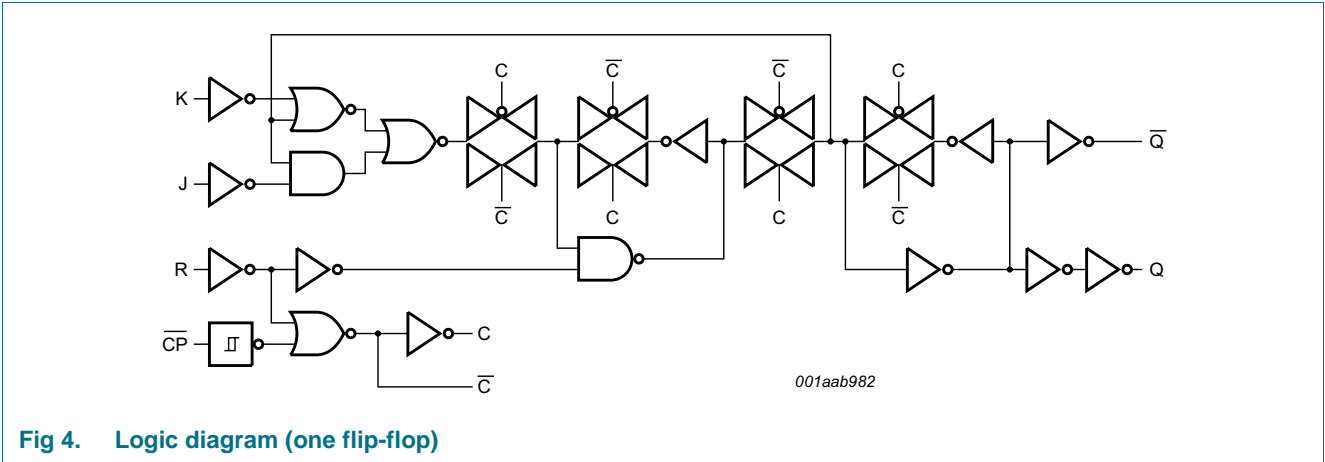 C
C̅
C̅
C
K
J
C̅
C
C
C̅
Q̅
R
Q
C̅P̅
C
C̅
001aab982
Fig 4. Logic diagram (one flip-flop)